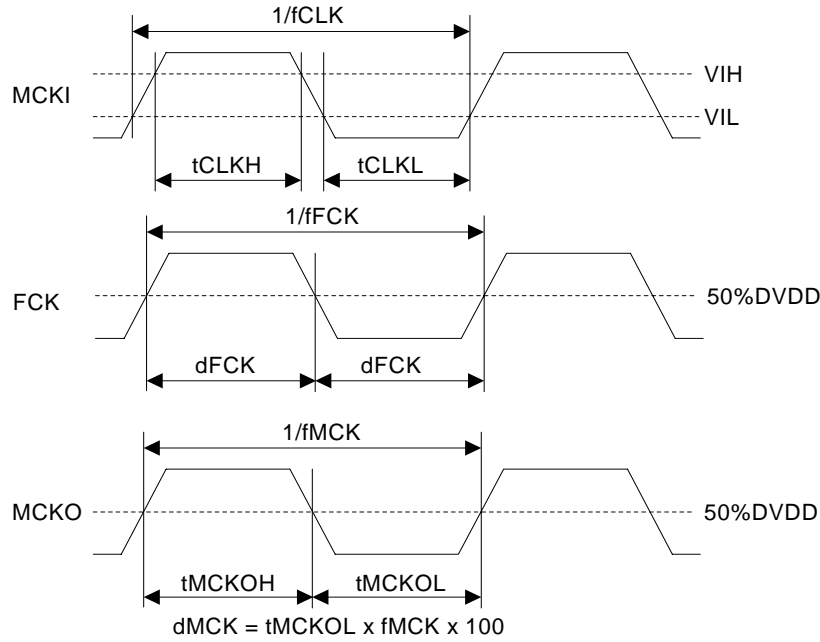 1/fCLK
MCKI
VIH
VIL
tCLKH
tCLKL
1/fFCK
FCK
50%DVDD
dFCK
dFCK
1/fMCK
MCKO
50%DVDD
tMCKOH
tMCKOL
dMCK = tMCKOL x fMCK x 100